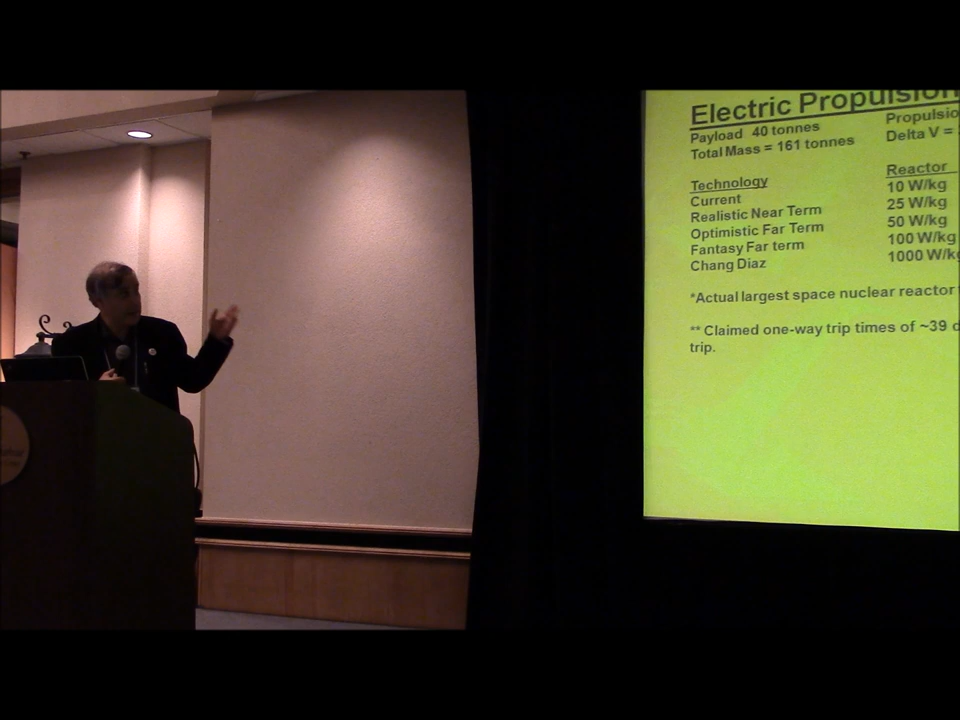 Electric Propulsion
Payload 40 tonnes
Total Mass = 161 tonnes
Propulsio
Delta V =
Technology
Current
Realistic Near Term
Optimistic Far Term
Fantasy Far term
Chang Diaz
Reactor
10 W/kg
25 W/kg
50 W/kg
100 W/kg
1000 W/kg
*Actual largest space nuclear reactor
** Claimed one-way trip times of ~39 d
trip.